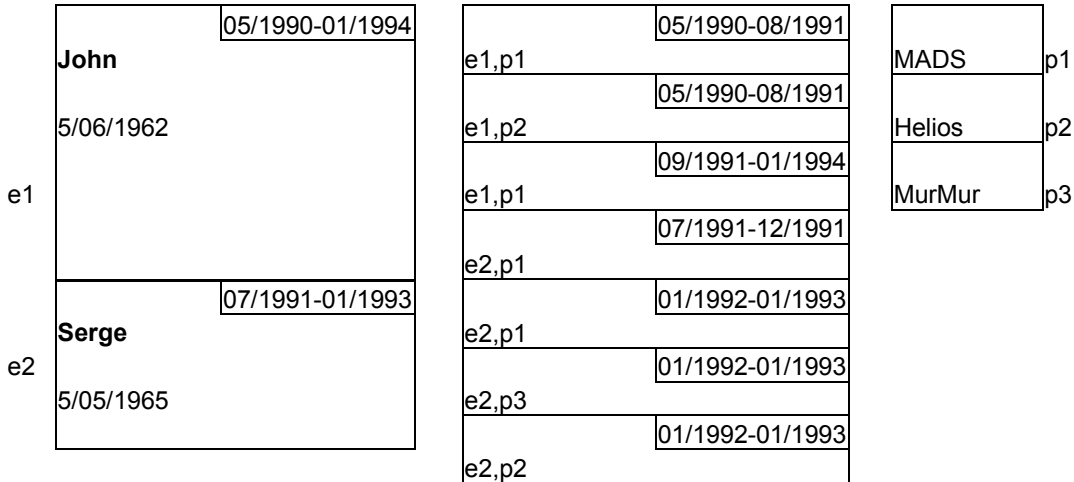 05/1990-01/1994
John
5/06/1962
e1
07/1991-01/1993
Serge
e2
5/05/1965
05/1990-08/1991
e1,p1
05/1990-08/1991
e1,p2
09/1991-01/1994
e1,p1
07/1991-12/1991
e2,p1
01/1992-01/1993
e2,p1
01/1992-01/1993
e2,p3
01/1992-01/1993
e2,p2
MADS p1
Helios p2
MurMur p3